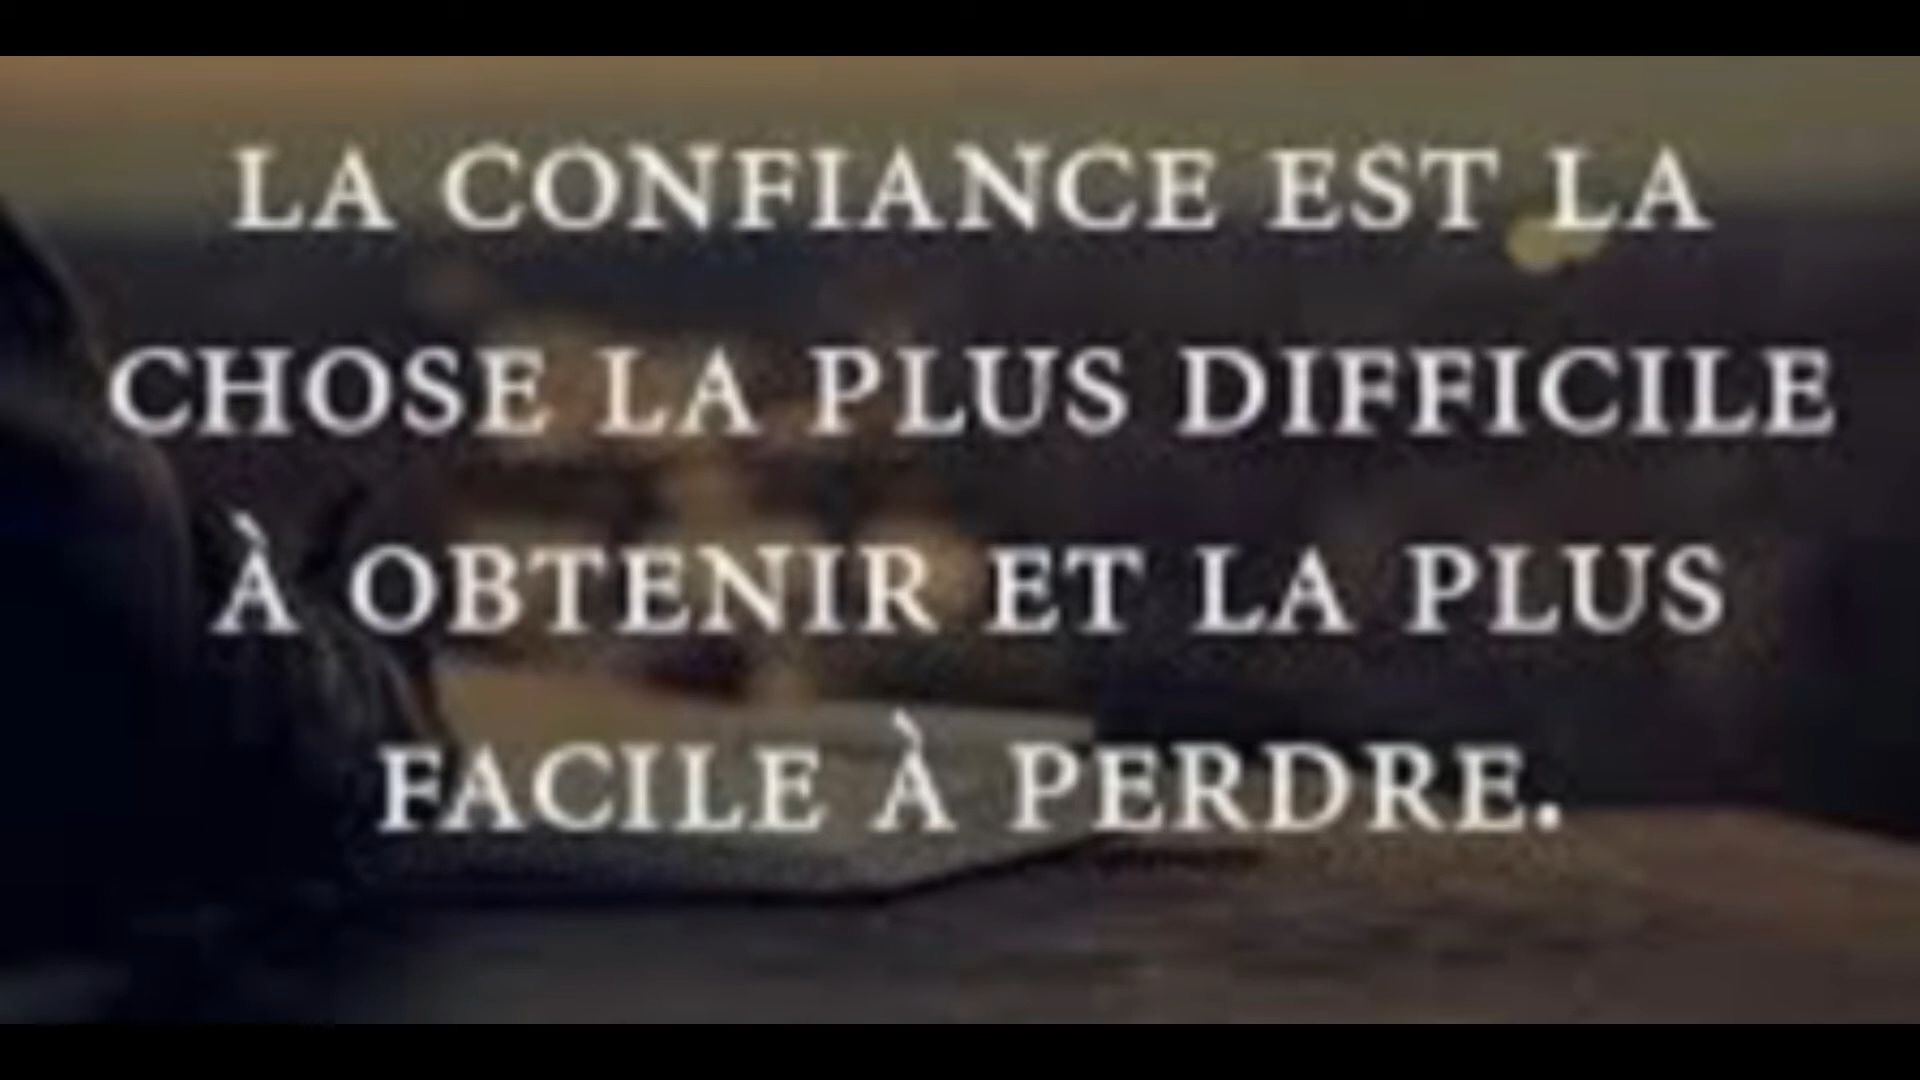 LA CONFIANCE EST LA
CHOSE LA PLUS DIFFICILE
À OBTENIR ET LA PLUS
FACILE À PERDRE.